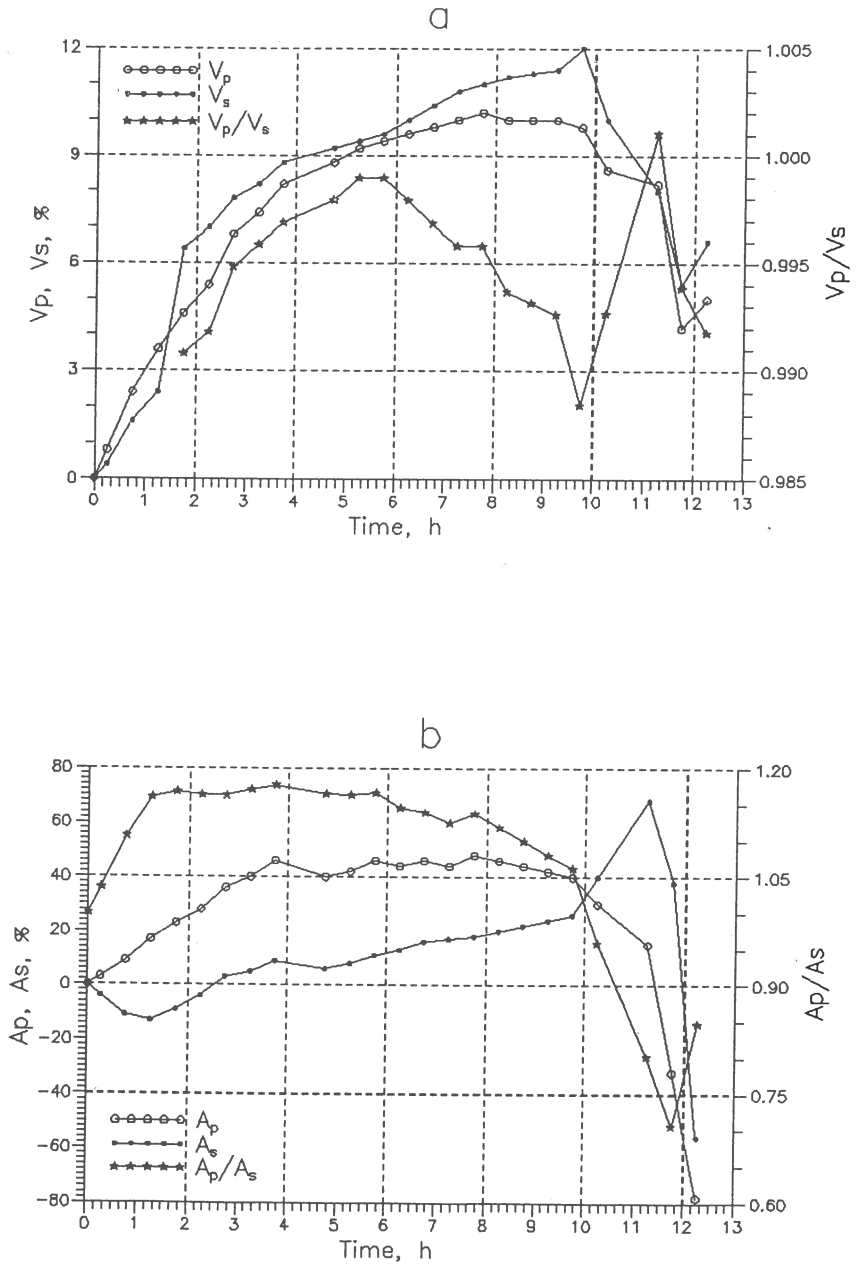 a
12
9
6
3
0
Vp, Vs, %
Vp
Vs
Vp/Vs
1.005
1.000
0.995
0.990
0.985
Vp/Vs
0 1 2 3 4 5 6 7 8 9 10 11 12 13
Time, h
b
80
60
40
20
0
−20
−40
−60
−80
Ap, As, %
Ap
As
Ap/As
1.20
1.05
0.90
0.75
0.60
Ap/As
0 1 2 3 4 5 6 7 8 9 10 11 12 13
Time, h